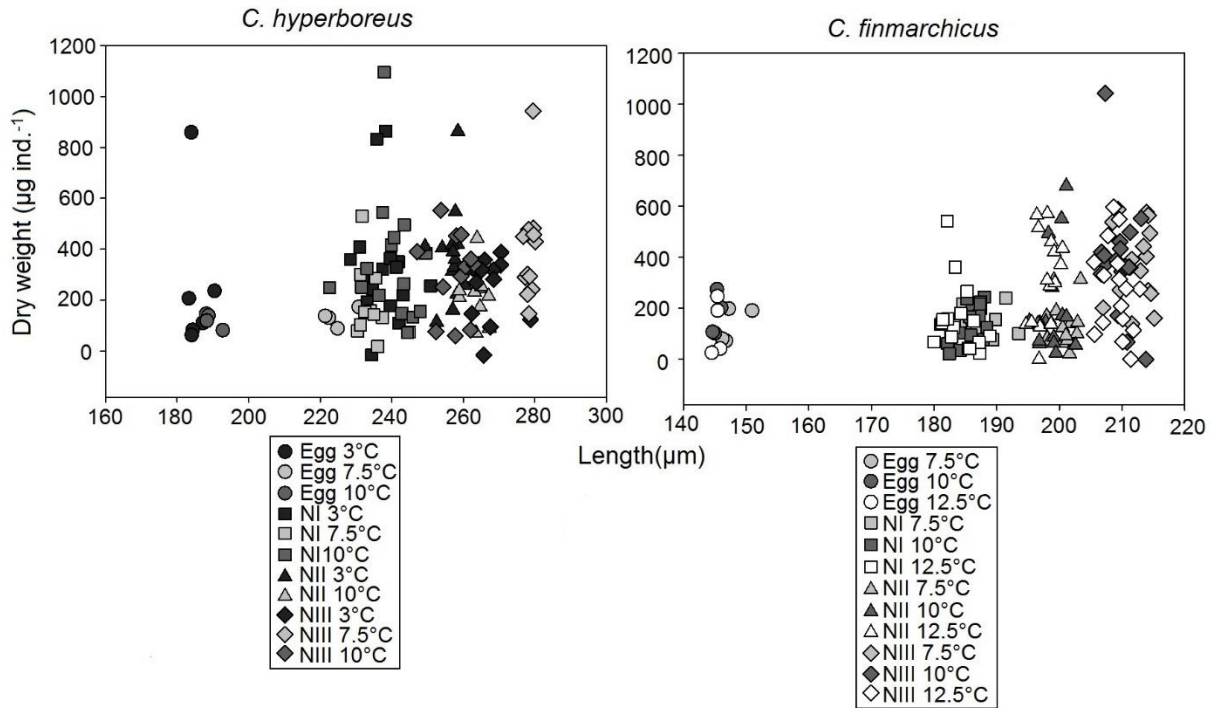 C. hyperboreus
C. finmarchicus
Dry weight (µg ind.-1)
1200
1000
800
600
400
200
0
160 180 200 220 240 260 280 300
1200
1000
800
600
400
200
0
140 150 160 170 180 190 200 210 220
Length(µm)
Egg 3°C
Egg 7.5°C
Egg 10°C
NI 3°C
NI 7.5°C
NI10°C
NII 3°C
NII 10°C
NIII 3°C
NIII 7.5°C
NIII 10°C
Egg 7.5°C
Egg 10°C
Egg 12.5°C
NI 7.5°C
NI 10°C
NI 12.5°C
NII 7.5°C
NII 10°C
NII 12.5°C
NIII 7.5°C
NIII 10°C
NIII 12.5°C